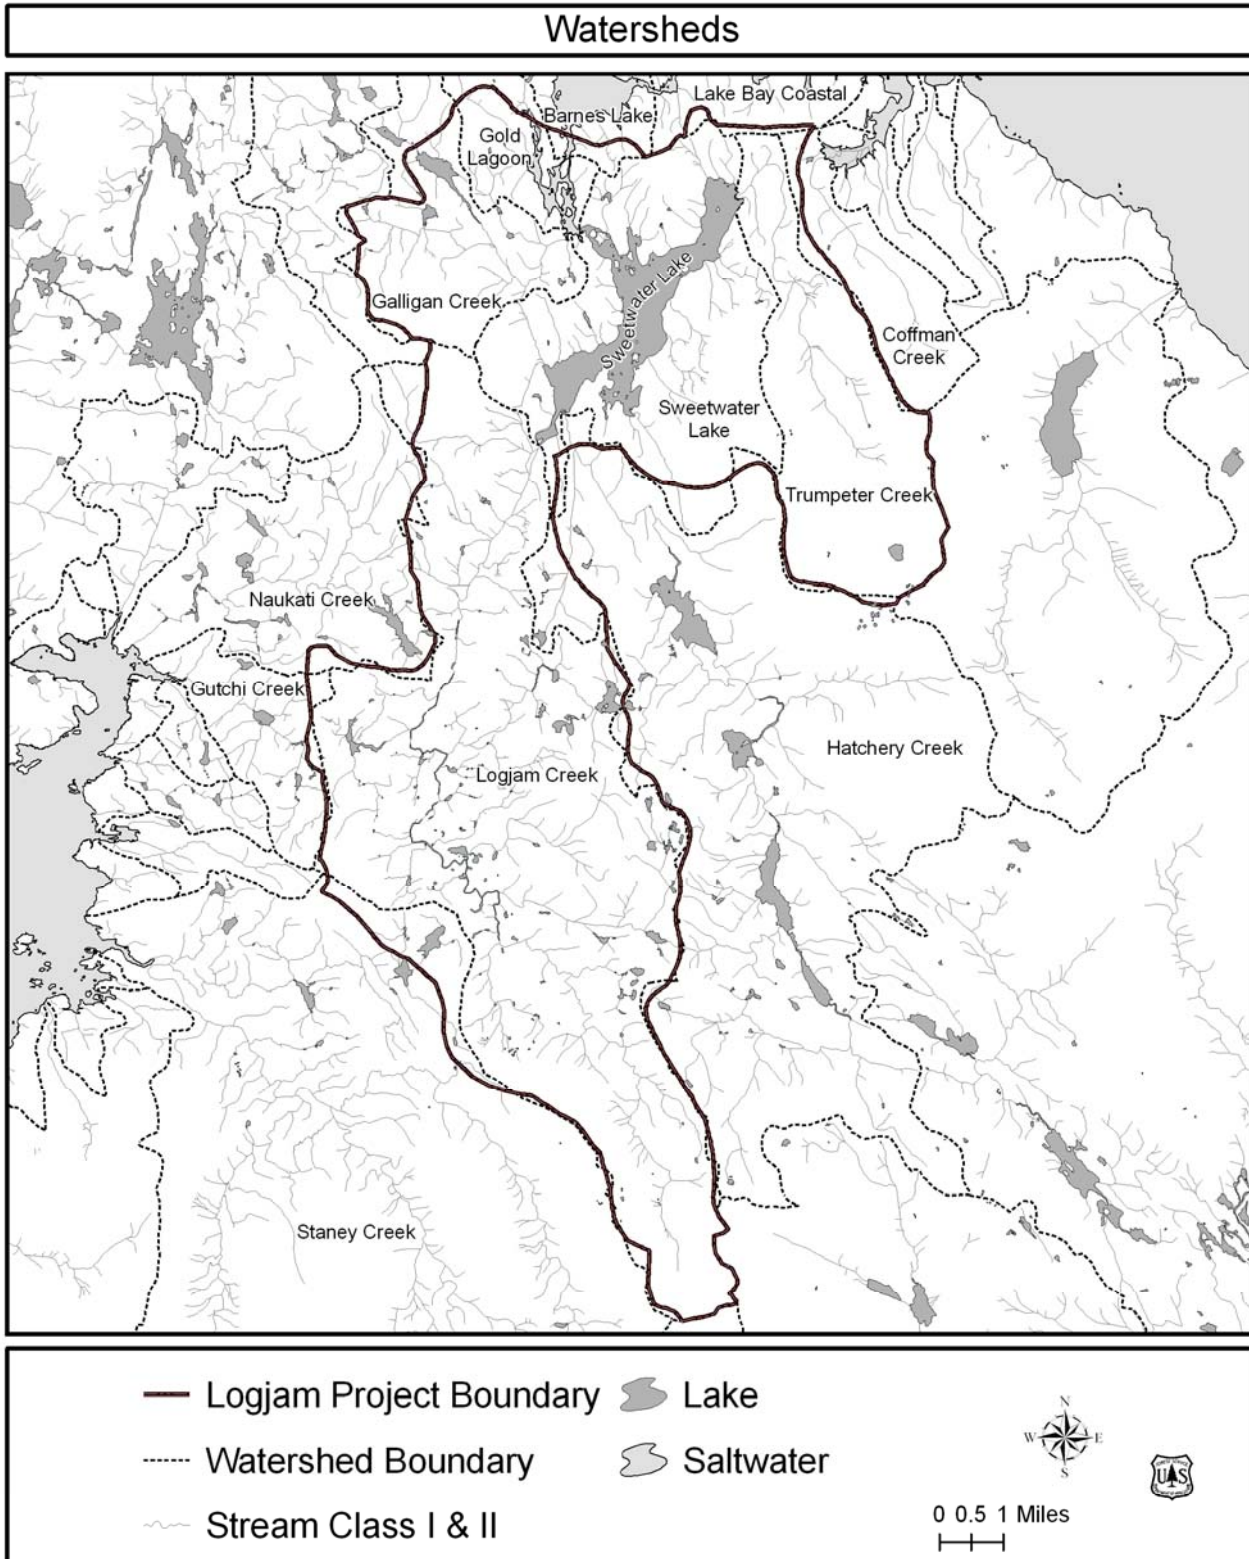 Watersheds
Lake Bay Coastal
Barnes Lake
Gold
Lagoon
Sweetwater Lake
Galligan Creek
Coffman
Creek
Sweetwater
Lake
Trumpeter Creek
Naukati Creek
Gutchi Creek
Hatchery Creek
Logjam Creek
Staney Creek
Logjam Project Boundary
Lake
Watershed Boundary
Saltwater
Stream Class I & II
N
W
E
S
U S
0 0.5 1 Miles